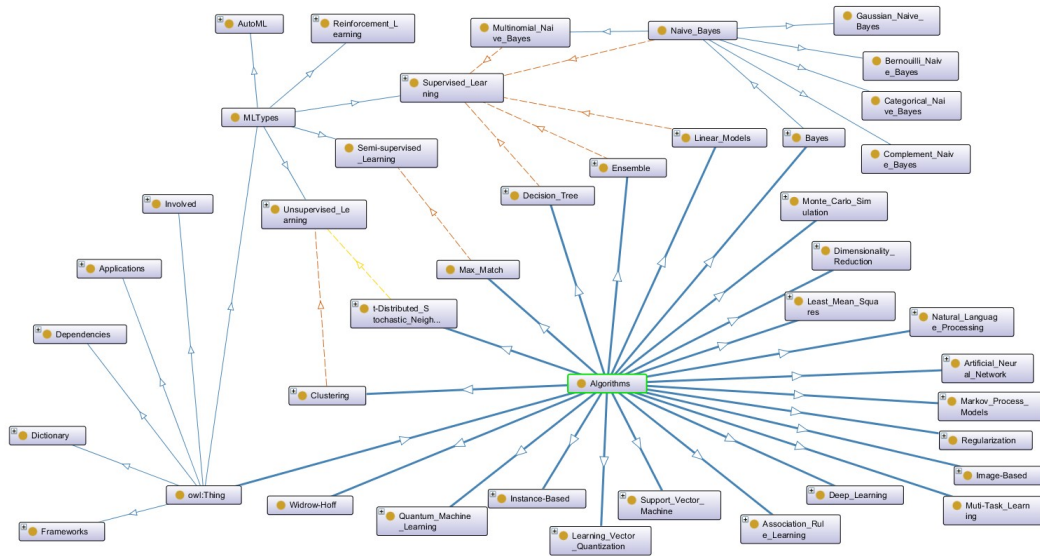 AutoML
Reinforcement_L
earning
Multinomial_Nai
ve_Bayes
Naive_Bayes
Gaussian_Naive_
Bayes
Bernouilli_Naiv
e_Bayes
Supervised_Lear
ning
Categorical_Nai
ve_Bayes
MLTypes
Linear_Models
Bayes
Semi-supervised
_Learning
Complement_Naiv
e_Bayes
Ensemble
Decision_Tree
Involved
Unsupervised_Le
arning
Monte_Carlo_Sim
ulation
Dimensionality_
Reduction
Applications
Max_Match
Least_Mean_Squa
res
t-Distributed_S
tochastic_Neigh...
Natural_Languag
e_Processing
Dependencies
Artificial_Neur
al_Network
Algorithms
Clustering
Markov_Process_
Models
Dictionary
Regularization
Image-Based
owl:Thing
Widrow-Hoff
Instance-Based
Deep_Learning
Support_Vector_
Machine
Muti-Task_Learn
ing
Quantum_Machine
_Learning
Association_Rul
e_Learning
Frameworks
Learning_Vector
_Quantization